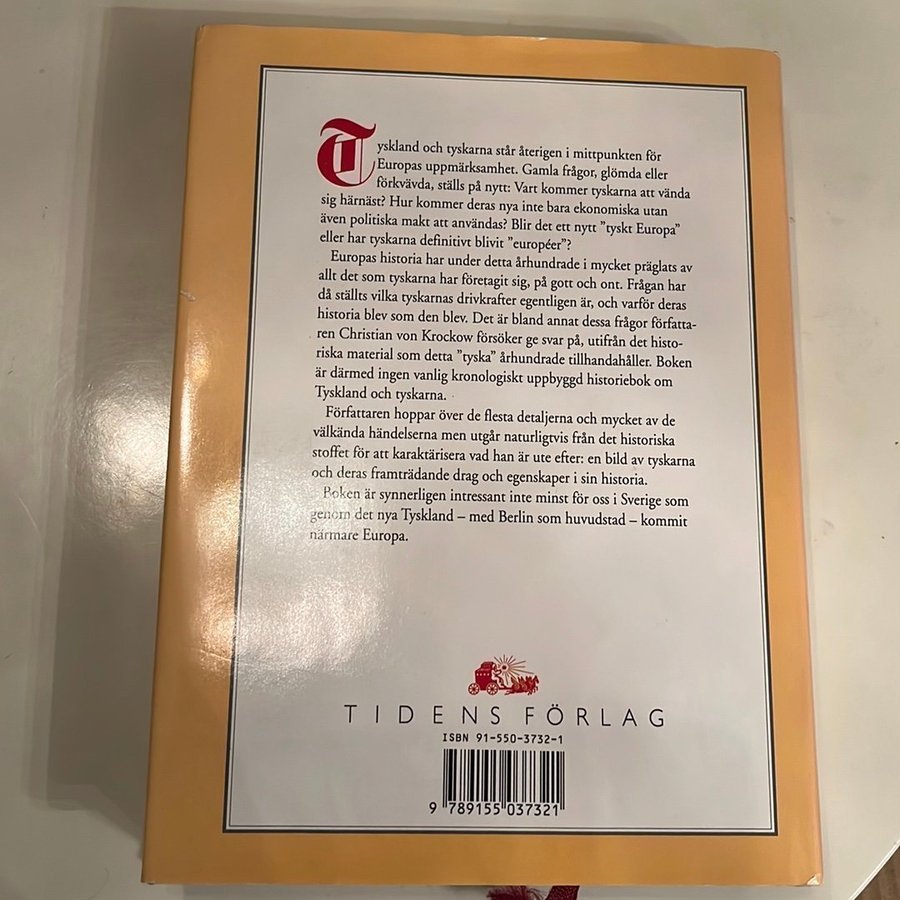 Tyskland och tyskarna står återigen i mittpunkten för
Europas uppmärksamhet. Gamla frågor, glömda eller
förkvävda, ställs på nytt: Vart kommer tyskarna att vända
sig härnäst? Hur kommer deras nya inte bara ekonomiska utan
även politiska makt att användas? Blir det ett nytt "tyskt Europa"
eller har tyskarna definitivt blivit "européer"?
Europas historia har under detta århundrade i mycket präglats av
allt det som tyskarna har företagit sig, på gott och ont. Frågan har
då ställts vilka tyskarnas drivkrafter egentligen är, och varför deras
historia blev som den blev. Det är bland annat dessa frågor författa-
ren Christian von Krockow försöker ge svar på, utifrån det histo-
riska material som detta "tyska" århundrade tillhandahåller. Boken
är därmed ingen vanlig kronologiskt uppbyggd historiebok om
Tyskland och tyskarna.
Författaren hoppar över de flesta detaljerna och mycket av de
välkända händelserna men utgår naturligtvis från det historiska
stoffet för att karaktärisera vad han är ute efter: en bild av tyskarna
och deras framträdande drag och egenskaper i sin historia.
Boken är synnerligen intressant inte minst för oss i Sverige som
genom det nya Tyskland – med Berlin som huvudstad – kommit
närmare Europa.
TIDENS FÖRLAG
ISBN 91-550-3732-1
9 789155 037321